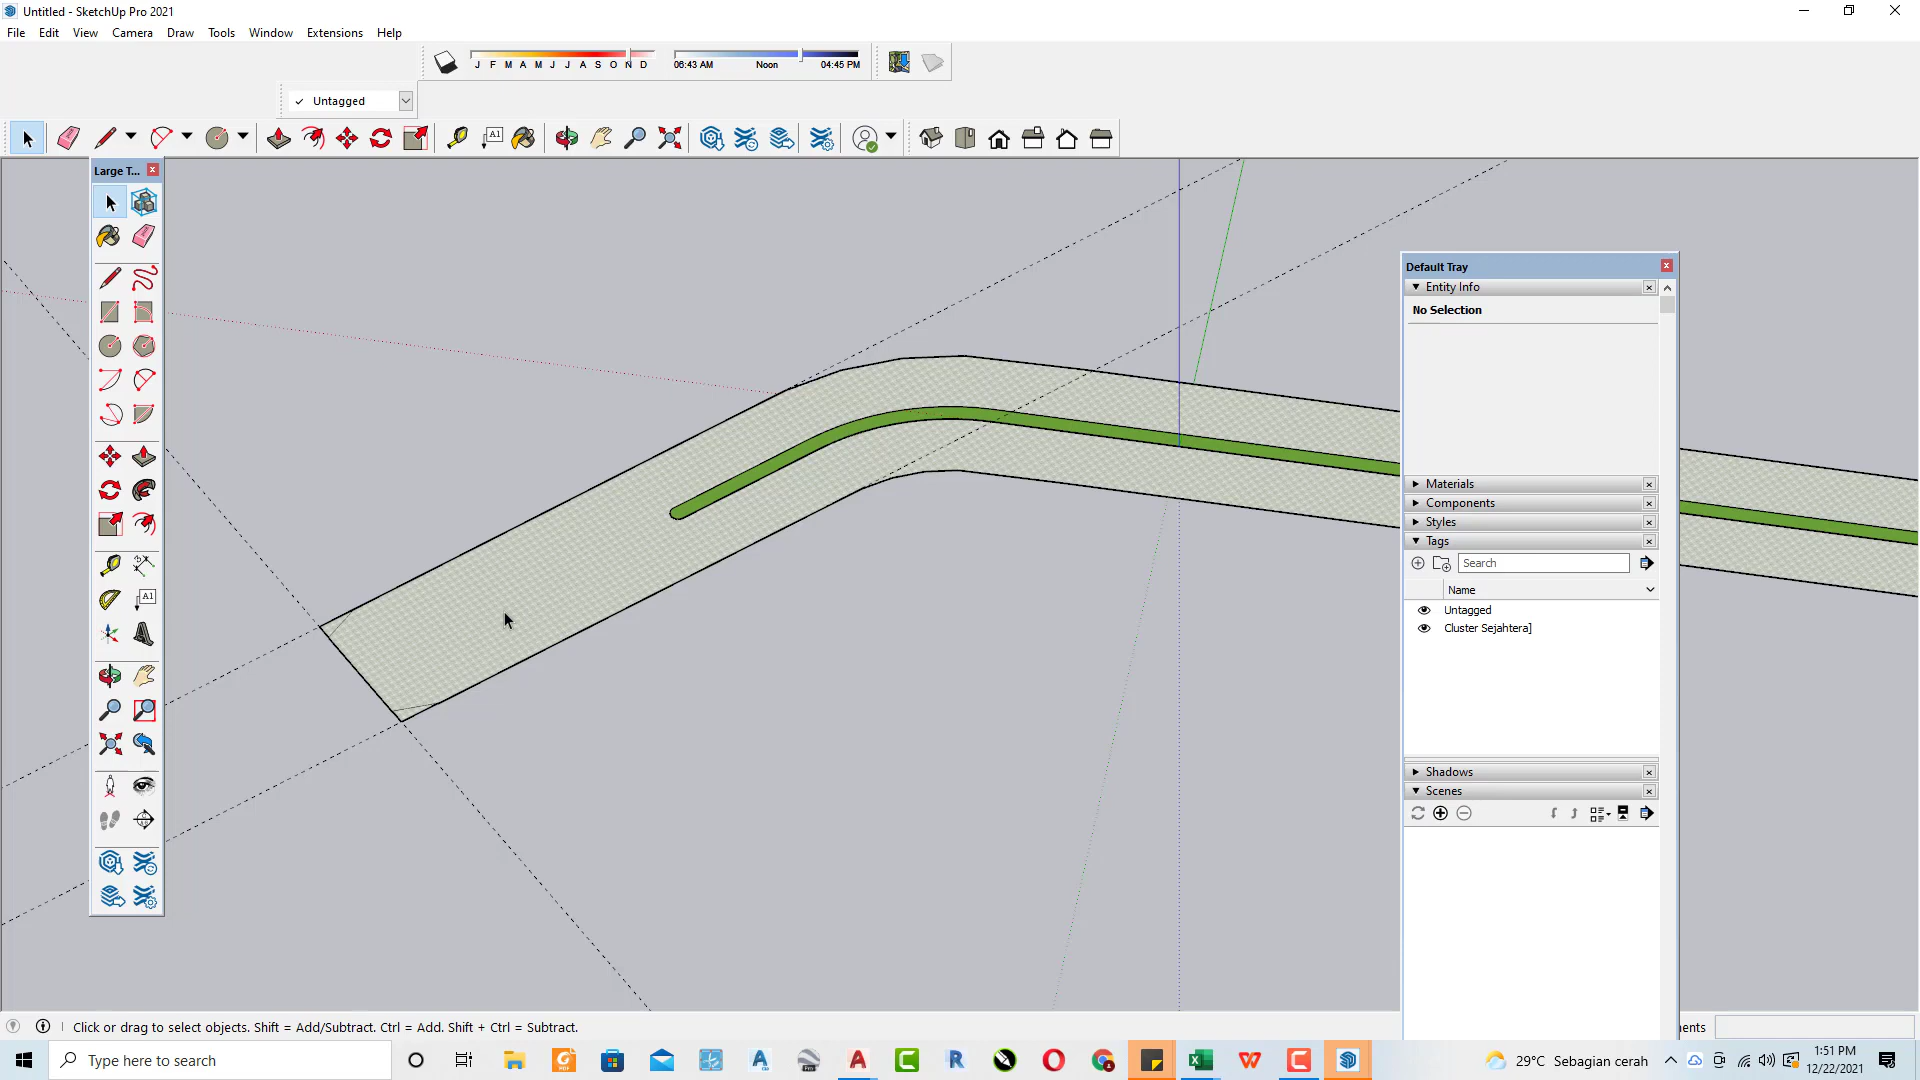 Untitled - SketchUp Pro 2021
File Edit View Camera Draw Tools Window Extensions Help
J F M A M J J A S O N D
06:43 AM Noon 04:45 PM
Untagged
A1
Large T...
A1
Default Tray
Entity Info
No Selection
Materials
Components
Styles
Tags
Search
Name
Untagged
Cluster Sejahtera]
Shadows
Scenes
Click or drag to select objects. Shift = Add/Subtract. Ctrl = Add. Shift + Ctrl = Subtract.
Type here to search
29°C Sebagian cerah
1:51 PM
12/22/2021